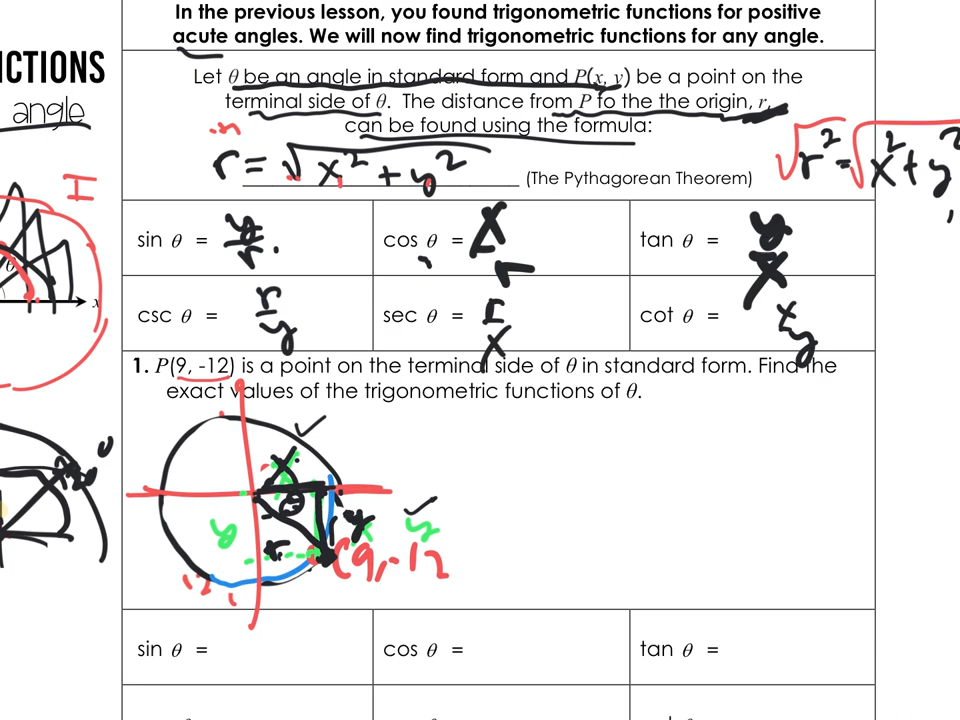 In the previous lesson, you found trigonometric functions for positive
acute angles. We will now find trigonometric functions for any angle.
NCTIONS
angle
Let θ be an angle in standard form and P(x, y) be a point on the
terminal side of θ. The distance from P to the the origin, r,
can be found using the formula:
r = √x² + y² (The Pythagorean Theorem)
√r² = √x² + y²
I
θ
x
sin θ = y/r
cos θ = x/r
tan θ = y/x
csc θ = r/y
sec θ = r/x
cot θ = x/y
1. P(9, -12) is a point on the terminal side of θ in standard form. Find the
exact values of the trigonometric functions of θ.
x
θ
y
x
y
y
r
(9,-12
sin θ =
cos θ =
tan θ =